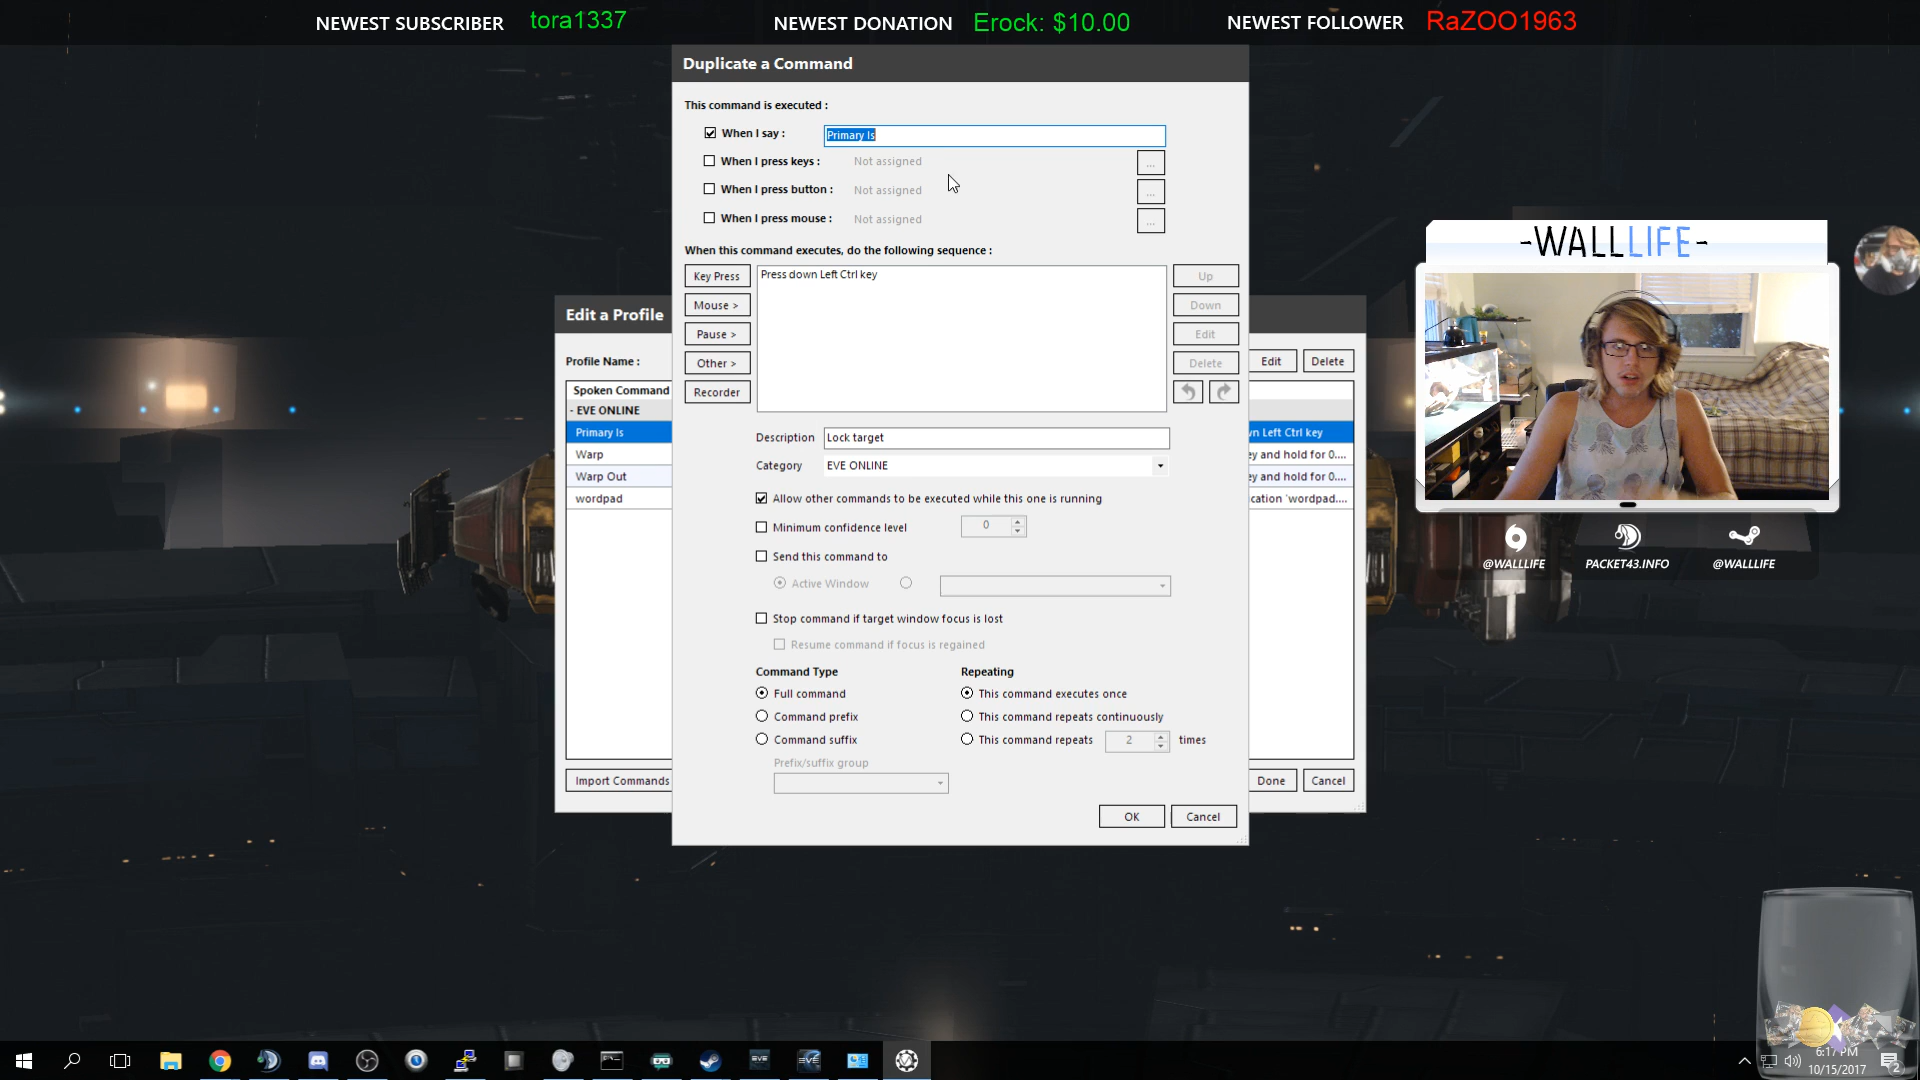 NEWEST SUBSCRIBER tora1337 NEWEST DONATION Erock: $10.00 NEWEST FOLLOWER RaZOO1963
Duplicate a Command
This command is executed :
When I say : Primary Is
When I press keys : Not assigned ...
When I press button : Not assigned ...
When I press mouse : Not assigned ...
When this command executes, do the following sequence :
Key Press
Mouse >
Pause >
Other >
Recorder
Press down Left Ctrl key
Up
Down
Edit
Delete
Description Lock target
Category EVE ONLINE
Allow other commands to be executed while this one is running
Minimum confidence level 0
Send this command to
Active Window
Stop command if target window focus is lost
Resume command if focus is regained
Command Type
Full command
Command prefix
Command suffix
Prefix/suffix group
Repeating
This command executes once
This command repeats continuously
This command repeats 2 times
OK Cancel
Edit a Profile
Profile Name :
Edit Delete
Spoken Command
- EVE ONLINE
Primary Is
Warp
Warp Out
wordpad
n Left Ctrl key
ey and hold for 0....
ey and hold for 0....
cation 'wordpad....
Import Commands
Done Cancel
-WALLLIFE-
@WALLLIFE PACKET43.INFO @WALLLIFE
EVE
EVE
6:17 PM
10/15/2017
2